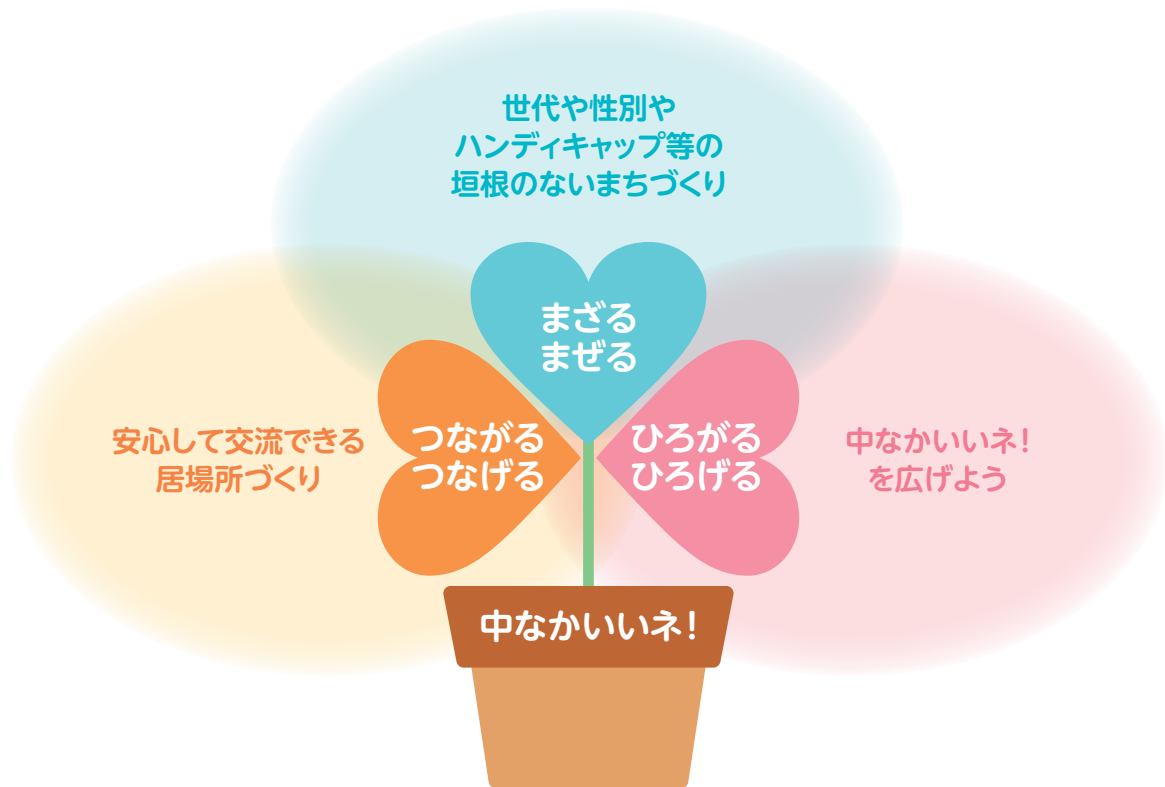 世代や性別や
ハンディキャップ等の
垣根のないまちづくり
まざる
まぜる
安心して交流できる
居場所づくり
つながる
つなげる
ひろがる
ひろげる
中なかいいネ!
を広げよう
中なかいいネ!